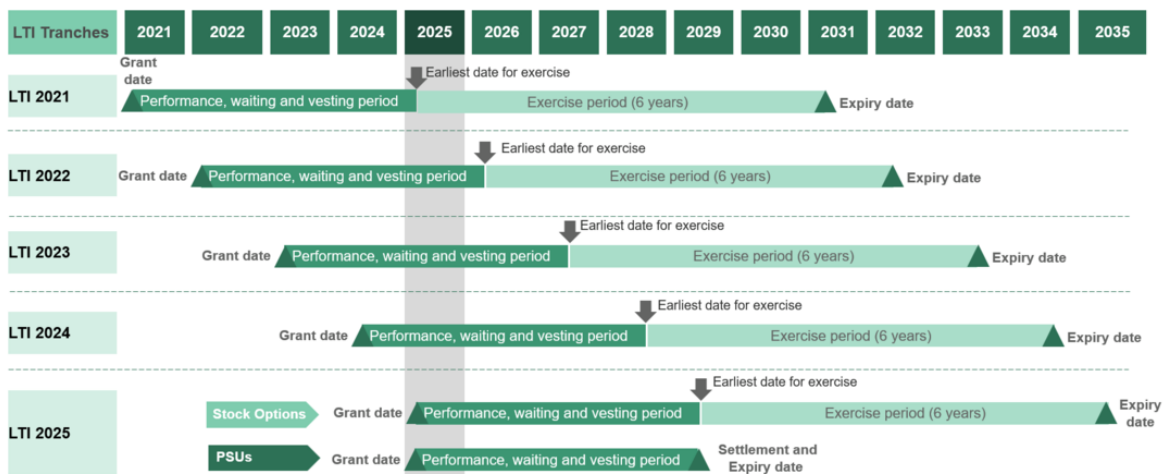 LTI Tranches 2021 2022 2023 2024 2025 2026 2027 2028 2029 2030 2031 2032 2033 2034 2035
Grant
date
Earliest date for exercise
LTI 2021
Performance, waiting and vesting period
Exercise period (6 years)
Expiry date
Earliest date for exercise
LTI 2022
Grant date
Performance, waiting and vesting period
Exercise period (6 years)
Expiry date
Earliest date for exercise
LTI 2023
Grant date
Performance, waiting and vesting period
Exercise period (6 years)
Expiry date
Earliest date for exercise
LTI 2024
Grant date
Performance, waiting and vesting period
Exercise period (6 years)
Expiry date
Earliest date for exercise
LTI 2025
Stock Options
Grant date
Performance, waiting and vesting period
Exercise period (6 years)
Expiry
date
PSUs
Grant date
Performance, waiting and vesting period
Settlement and
Expiry date